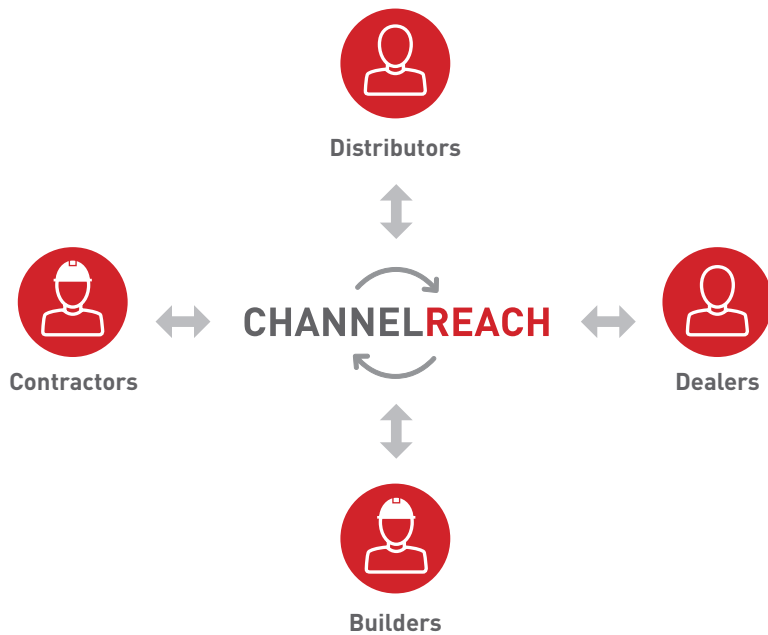 Distributors
CHANNELREACH
Contractors
Dealers
Builders